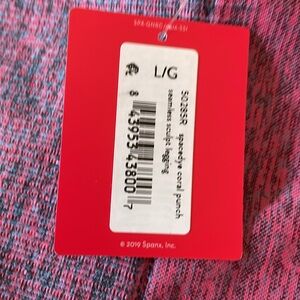 L/G
50285R
spacedye coral punch
seamless sculpt legging
8 43953 43800 7
© 2019 Spanx, Inc.